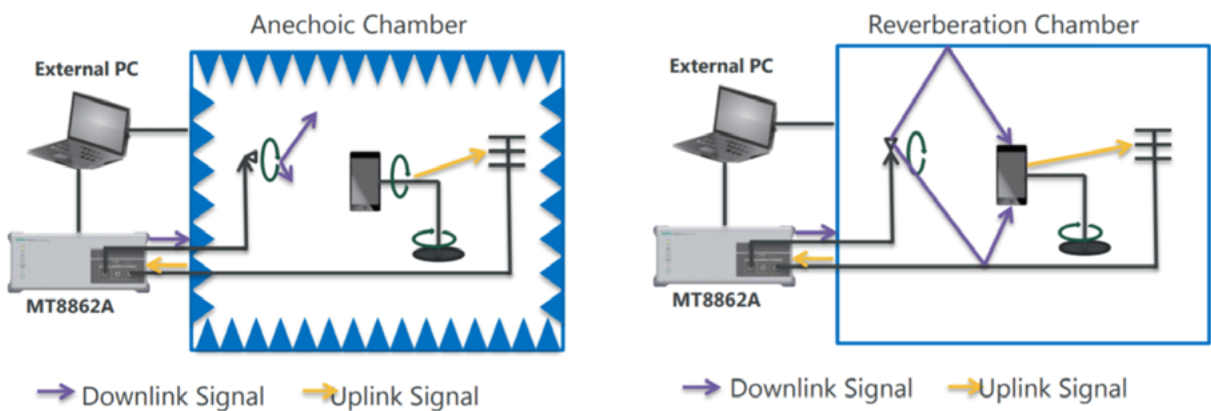 Anechoic Chamber
External PC
MT8862A
Downlink Signal
Uplink Signal
Reverberation Chamber
External PC
MT8862A
Downlink Signal
Uplink Signal